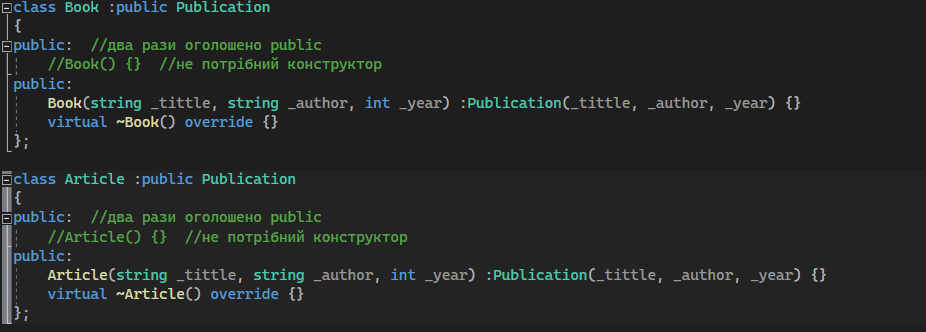 class Book :public Publication
{
public:  //два рази оголошено public
    //Book() {}  //не потрібний конструктор
public:
    Book(string _tittle, string _author, int _year) :Publication(_tittle, _author, _year) {}
    virtual ~Book() override {}
};
class Article :public Publication
{
public:  //два рази оголошено public
    //Article() {}  //не потрібний конструктор
public:
    Article(string _tittle, string _author, int _year) :Publication(_tittle, _author, _year) {}
    virtual ~Article() override {}
};